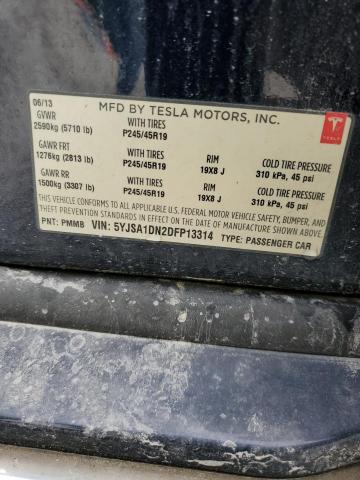 06/13 MFD BY TESLA MOTORS, INC. TESLA
GVWR WITH TIRES
2590kg (5710 lb) P245/45R19
GAWR FRT WITH TIRES RIM COLD TIRE PRESSURE
1276kg (2813 lb) P245/45R19 19X8 J 310 kPa, 45 psi
GAWR RR WITH TIRES RIM COLD TIRE PRESSURE
1500kg (3307 lb) P245/45R19 19X8 J 310 kPa, 45 psi
THIS VEHICLE CONFORMS TO ALL APPLICABLE U.S. FEDERAL MOTOR VEHICLE SAFETY, BUMPER, AND
THEFT PREVENTION STANDARDS IN EFFECT ON THE DATE OF MANUFACTURE SHOWN ABOVE.
PNT: PMMB VIN: 5YJSA1DN2DFP13314 TYPE: PASSENGER CAR